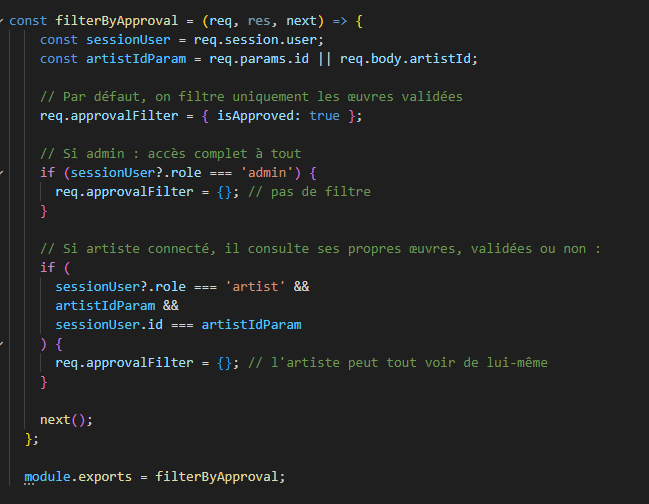 const filterByApproval = (req, res, next) => {
const sessionUser = req.session.user;
const artistIdParam = req.params.id || req.body.artistId;
// Par défaut, on filtre uniquement les œuvres validées
req.approvalFilter = { isApproved: true };
// Si admin : accès complet à tout
if (sessionUser?.role === 'admin') {
req.approvalFilter = {}; // pas de filtre
}
// Si artiste connecté, il consulte ses propres œuvres, validées ou non :
if (
sessionUser?.role === 'artist' &&
artistIdParam &&
sessionUser.id === artistIdParam
) {
req.approvalFilter = {}; // l'artiste peut tout voir de lui-même
}
next();
};
module.exports = filterByApproval;